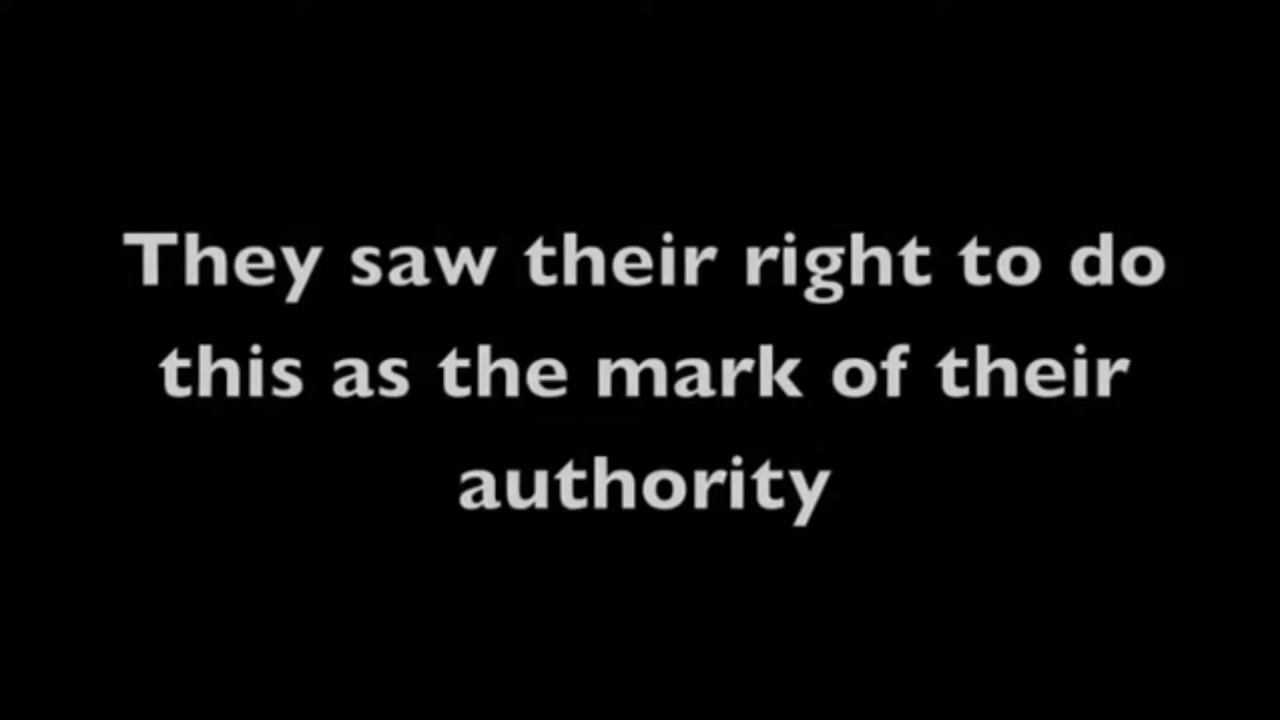 They saw their right to do
this as the mark of their
authority